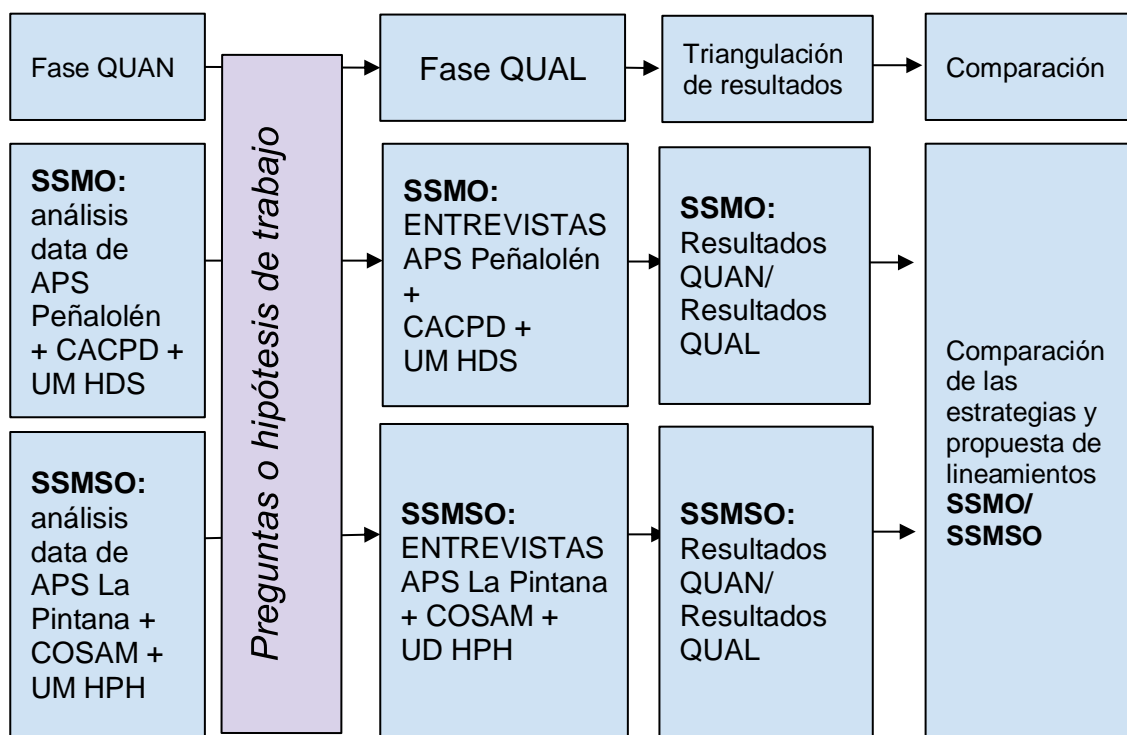 Fase QUAN
Preguntas o hipótesis de trabajo
Fase QUAL
Triangulación
de resultados
Comparación
SSMO:
análisis
data de
APS
Peñalolén
+ CACPD +
UM HDS
SSMO:
ENTREVISTAS
APS Peñalolén
+
CACPD +
UM HDS
SSMO:
Resultados
QUAN/
Resultados
QUAL
Comparación
de las
estrategias y
propuesta de
lineamientos
SSMO/
SSMSO
SSMSO:
análisis
data de
APS La
Pintana +
COSAM +
UM HPH
SSMSO:
ENTREVISTAS
APS La Pintana
+ COSAM +
UD HPH
SSMSO:
Resultados
QUAN/
Resultados
QUAL